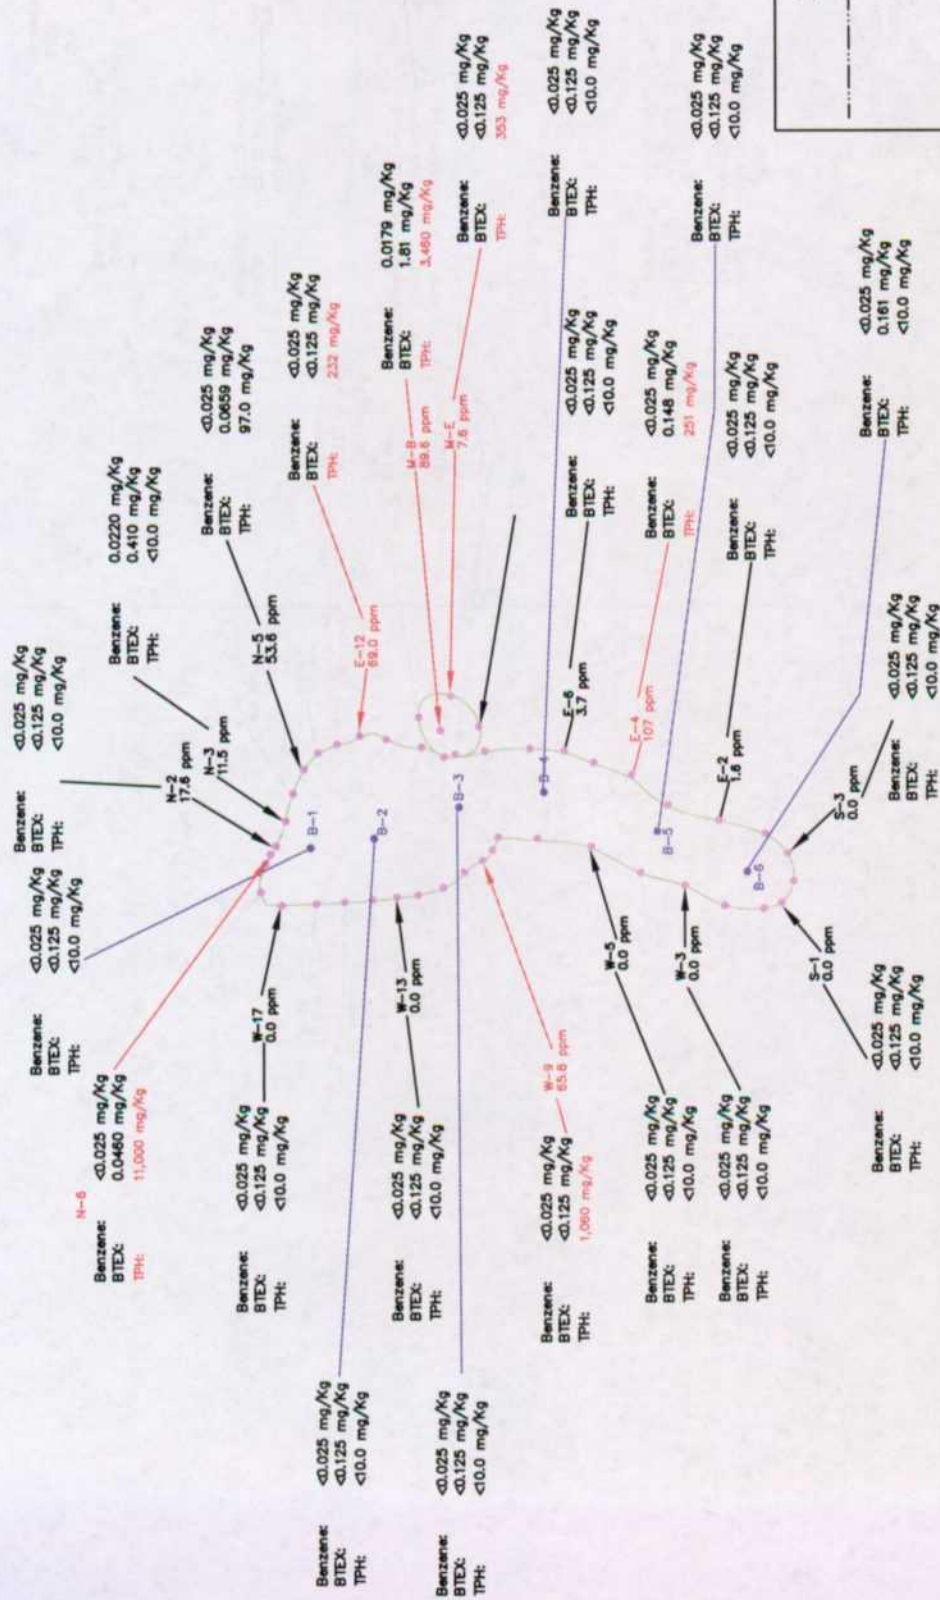 Benzene: <0.025 mg/Kg
BTEX: <0.125 mg/Kg
TPH: <10.0 mg/Kg
Benzene: <0.025 mg/Kg
BTEX: <0.125 mg/Kg
TPH: <10.0 mg/Kg
N-6
Benzene: <0.025 mg/Kg
BTEX: 0.0460 mg/Kg
TPH: 11,000 mg/Kg
N-2
17.6 ppm
Benzene: 0.0220 mg/Kg
BTEX: 0.410 mg/Kg
TPH: <10.0 mg/Kg
N-3
11.5 ppm
Benzene: <0.025 mg/Kg
BTEX: 0.0659 mg/Kg
TPH: 97.0 mg/Kg
N-5
53.6 ppm
B-1
Benzene: <0.025 mg/Kg
BTEX: <0.125 mg/Kg
TPH: <10.0 mg/Kg
W-17
0.0 ppm
Benzene: <0.025 mg/Kg
BTEX: <0.125 mg/Kg
TPH: 232 mg/Kg
E-12
69.0 ppm
B-2
Benzene: <0.025 mg/Kg
BTEX: <0.125 mg/Kg
TPH: <10.0 mg/Kg
Benzene: <0.025 mg/Kg
BTEX: <0.125 mg/Kg
TPH: <10.0 mg/Kg
W-13
0.0 ppm
Benzene: 0.0179 mg/Kg
BTEX: 1.81 mg/Kg
TPH: 3,460 mg/Kg
M-B
89.6 ppm
Benzene: <0.025 mg/Kg
BTEX: <0.125 mg/Kg
TPH: 353 mg/Kg
M-E
7.6 ppm
B-3
Benzene: <0.025 mg/Kg
BTEX: <0.125 mg/Kg
TPH: <10.0 mg/Kg
Benzene: <0.025 mg/Kg
BTEX: <0.125 mg/Kg
TPH: 1,060 mg/Kg
W-9
65.6 ppm
B-4
Benzene: <0.025 mg/Kg
BTEX: <0.125 mg/Kg
TPH: <10.0 mg/Kg
E-6
3.7 ppm
Benzene: <0.025 mg/Kg
BTEX: <0.125 mg/Kg
TPH: <10.0 mg/Kg
Benzene: <0.025 mg/Kg
BTEX: <0.125 mg/Kg
TPH: <10.0 mg/Kg
W-5
0.0 ppm
E-4
107 ppm
Benzene: <0.025 mg/Kg
BTEX: 0.148 mg/Kg
TPH: 251 mg/Kg
B-5
Benzene: <0.025 mg/Kg
BTEX: <0.125 mg/Kg
TPH: <10.0 mg/Kg
Benzene: <0.025 mg/Kg
BTEX: <0.125 mg/Kg
TPH: <10.0 mg/Kg
W-3
0.0 ppm
E-2
1.6 ppm
Benzene: <0.025 mg/Kg
BTEX: <0.125 mg/Kg
TPH: <10.0 mg/Kg
B-6
Benzene: <0.025 mg/Kg
BTEX: 0.161 mg/Kg
TPH: <10.0 mg/Kg
S-1
0.0 ppm
Benzene: <0.025 mg/Kg
BTEX: <0.125 mg/Kg
TPH: <10.0 mg/Kg
S-3
0.0 ppm
Benzene: <0.025 mg/Kg
BTEX: <0.125 mg/Kg
TPH: <10.0 mg/Kg